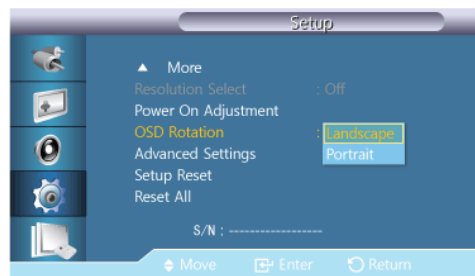 Setup
▲ More
Resolution Select : Off
Power On Adjustment
OSD Rotation : Landscape
Portrait
Advanced Settings
Setup Reset
Reset All
S/N : ------------------
Move Enter Return